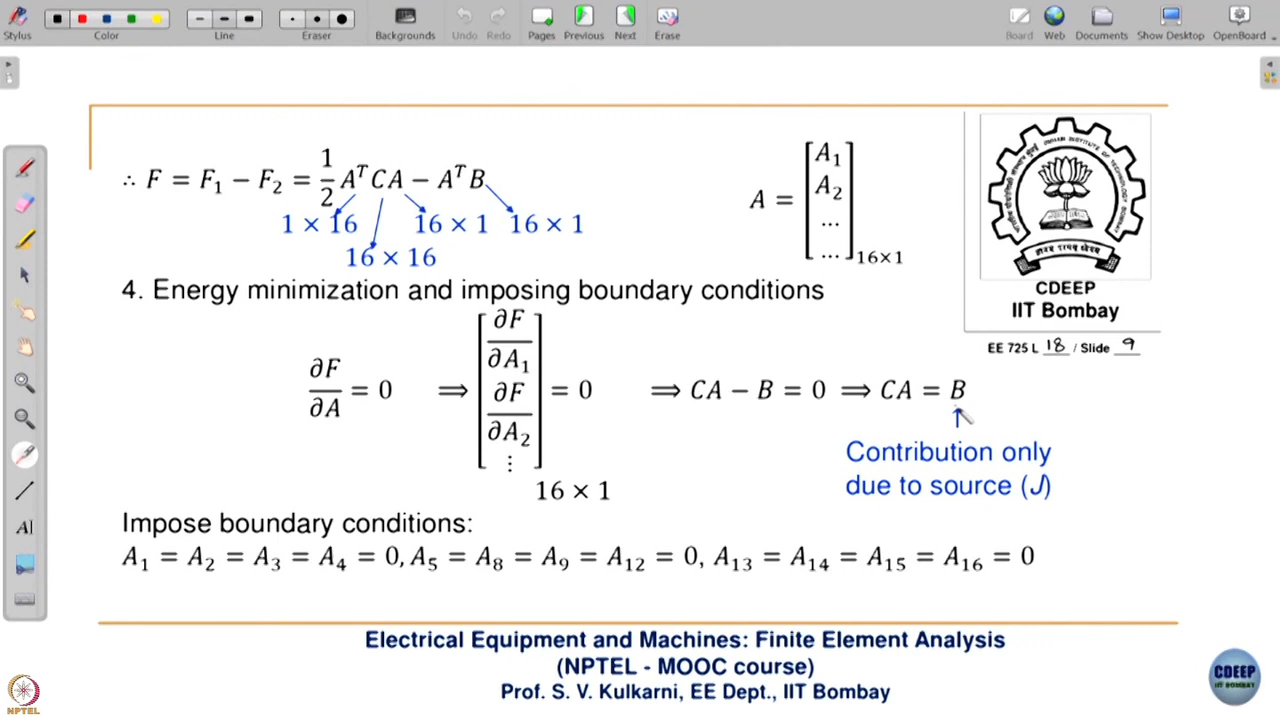 Stylus Color Line Eraser Backgrounds Undo Redo Pages Previous Next Erase Board Web Documents Show Desktop OpenBoard
∴ F = F₁ − F₂ = 1/2 AᵀCA − AᵀB
1 × 16 16 × 1 16 × 1
16 × 16
A = [A₁ A₂ ... ...]₁₆ₓ₁
CDEEP
IIT Bombay
EE 725 L 18 / Slide 9
4. Energy minimization and imposing boundary conditions
∂F/∂A = 0 ⟹ [∂F/∂A₁ ∂F/∂A₂ ⋮] = 0 ⟹ CA − B = 0 ⟹ CA = B
16 × 1
Contribution only
due to source (J)
Impose boundary conditions:
A₁ = A₂ = A₃ = A₄ = 0, A₅ = A₈ = A₉ = A₁₂ = 0, A₁₃ = A₁₄ = A₁₅ = A₁₆ = 0
Electrical Equipment and Machines: Finite Element Analysis
(NPTEL - MOOC course)
Prof. S. V. Kulkarni, EE Dept., IIT Bombay
NPTEL
CDEEP
IIT BOMBAY